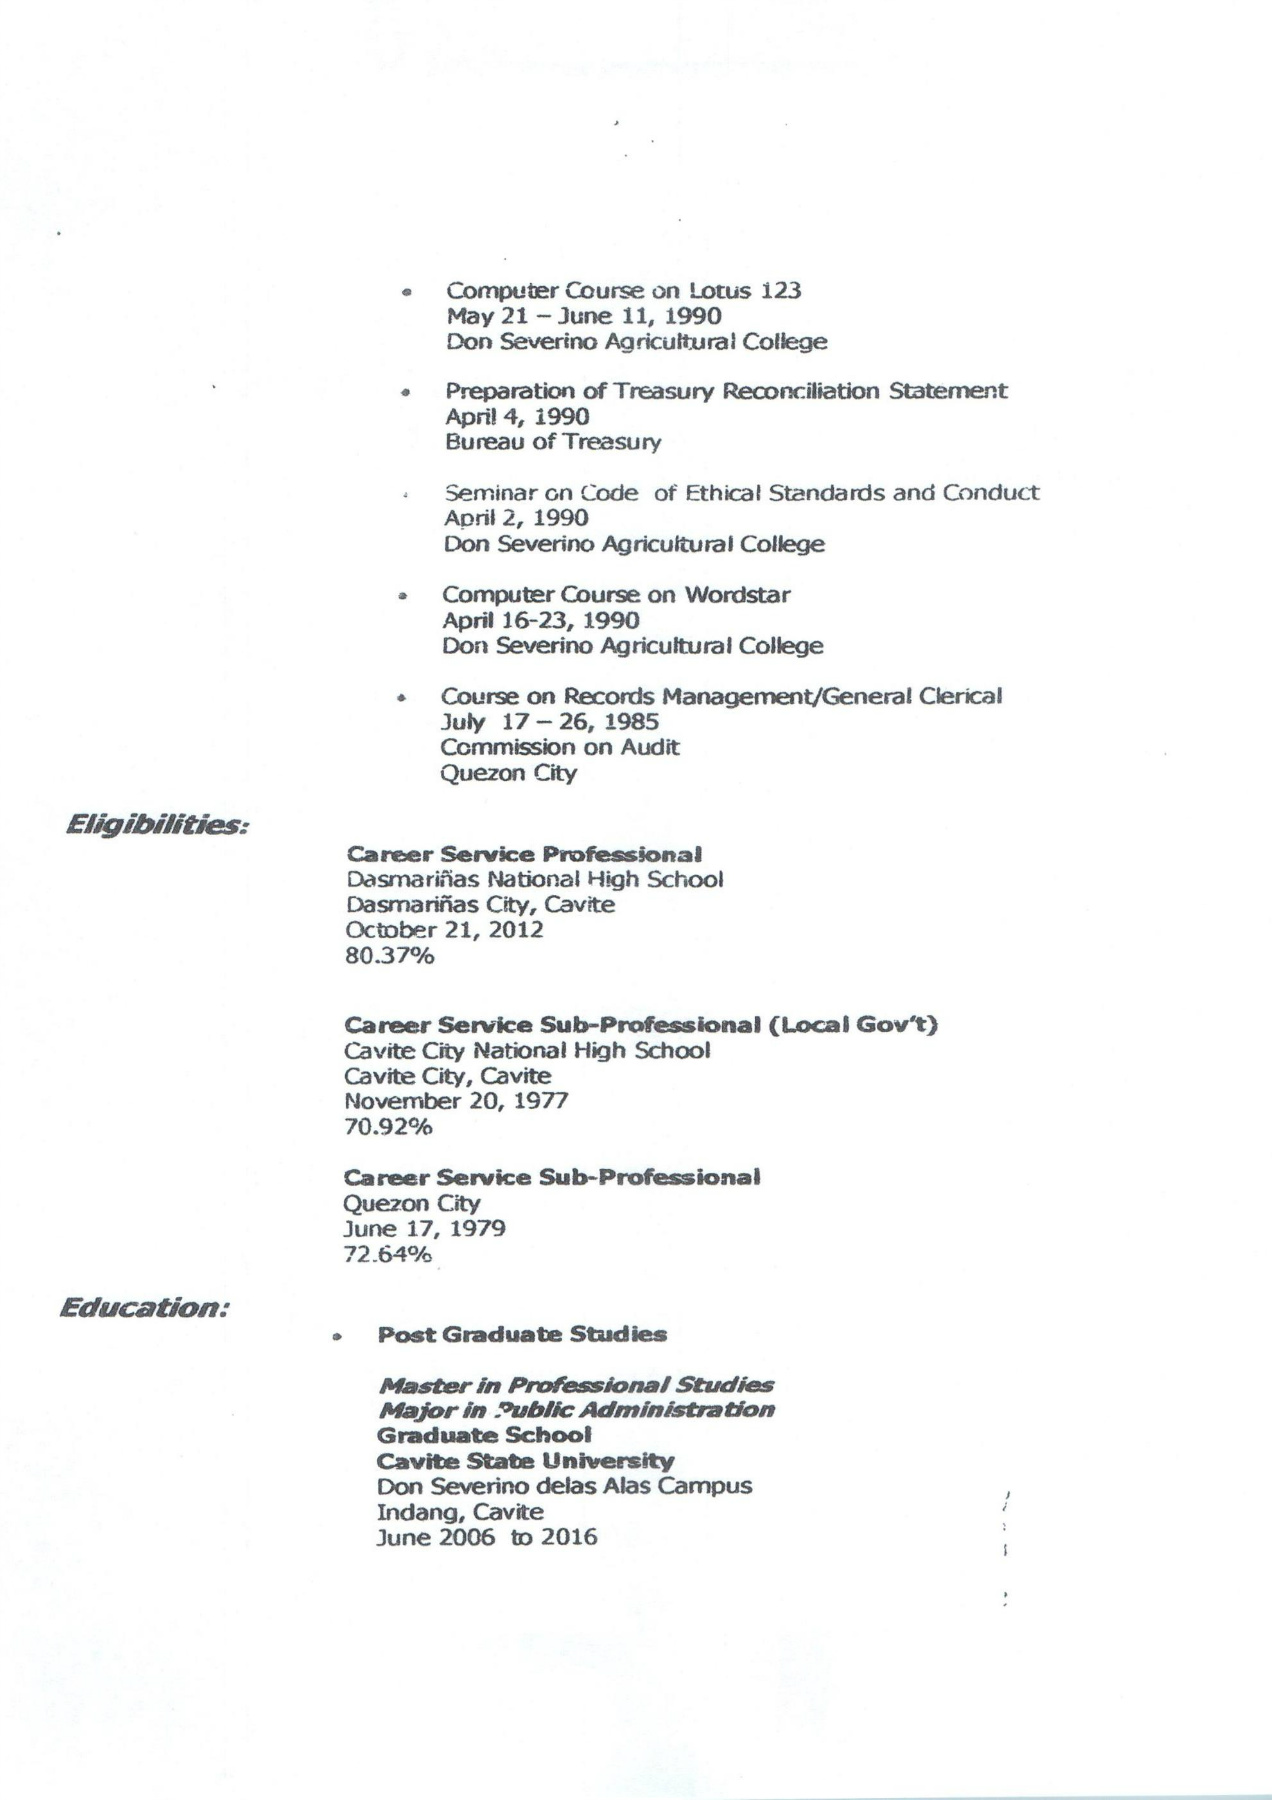 • Computer Course on Lotus 123
May 21 – June 11, 1990
Don Severino Agricultural College
• Preparation of Treasury Reconciliation Statement
April 4, 1990
Bureau of Treasury
• Seminar on Code of Ethical Standards and Conduct
April 2, 1990
Don Severino Agricultural College
• Computer Course on Wordstar
April 16-23, 1990
Don Severino Agricultural College
• Course on Records Management/General Clerical
July 17 – 26, 1985
Commission on Audit
Quezon City
Eligibilities:
Career Service Professional
Dasmariñas National High School
Dasmariñas City, Cavite
October 21, 2012
80.37%
Career Service Sub-Professional (Local Gov't)
Cavite City National High School
Cavite City, Cavite
November 20, 1977
70.92%
Career Service Sub-Professional
Quezon City
June 17, 1979
72.64%
Education:
• Post Graduate Studies
Master in Professional Studies
Major in Public Administration
Graduate School
Cavite State University
Don Severino delas Alas Campus
Indang, Cavite
June 2006 to 2016